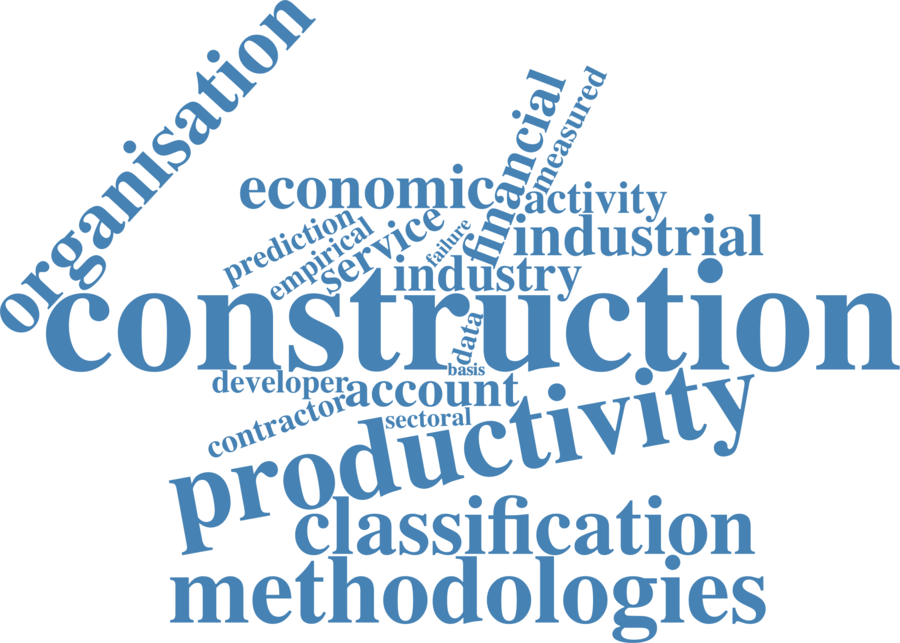 organisation
financial
measured
economic
activity
prediction
empirical
service
failure
industrial
industry
construction
data
basis
developer
account
contractor
sectoral
productivity
classification
methodologies